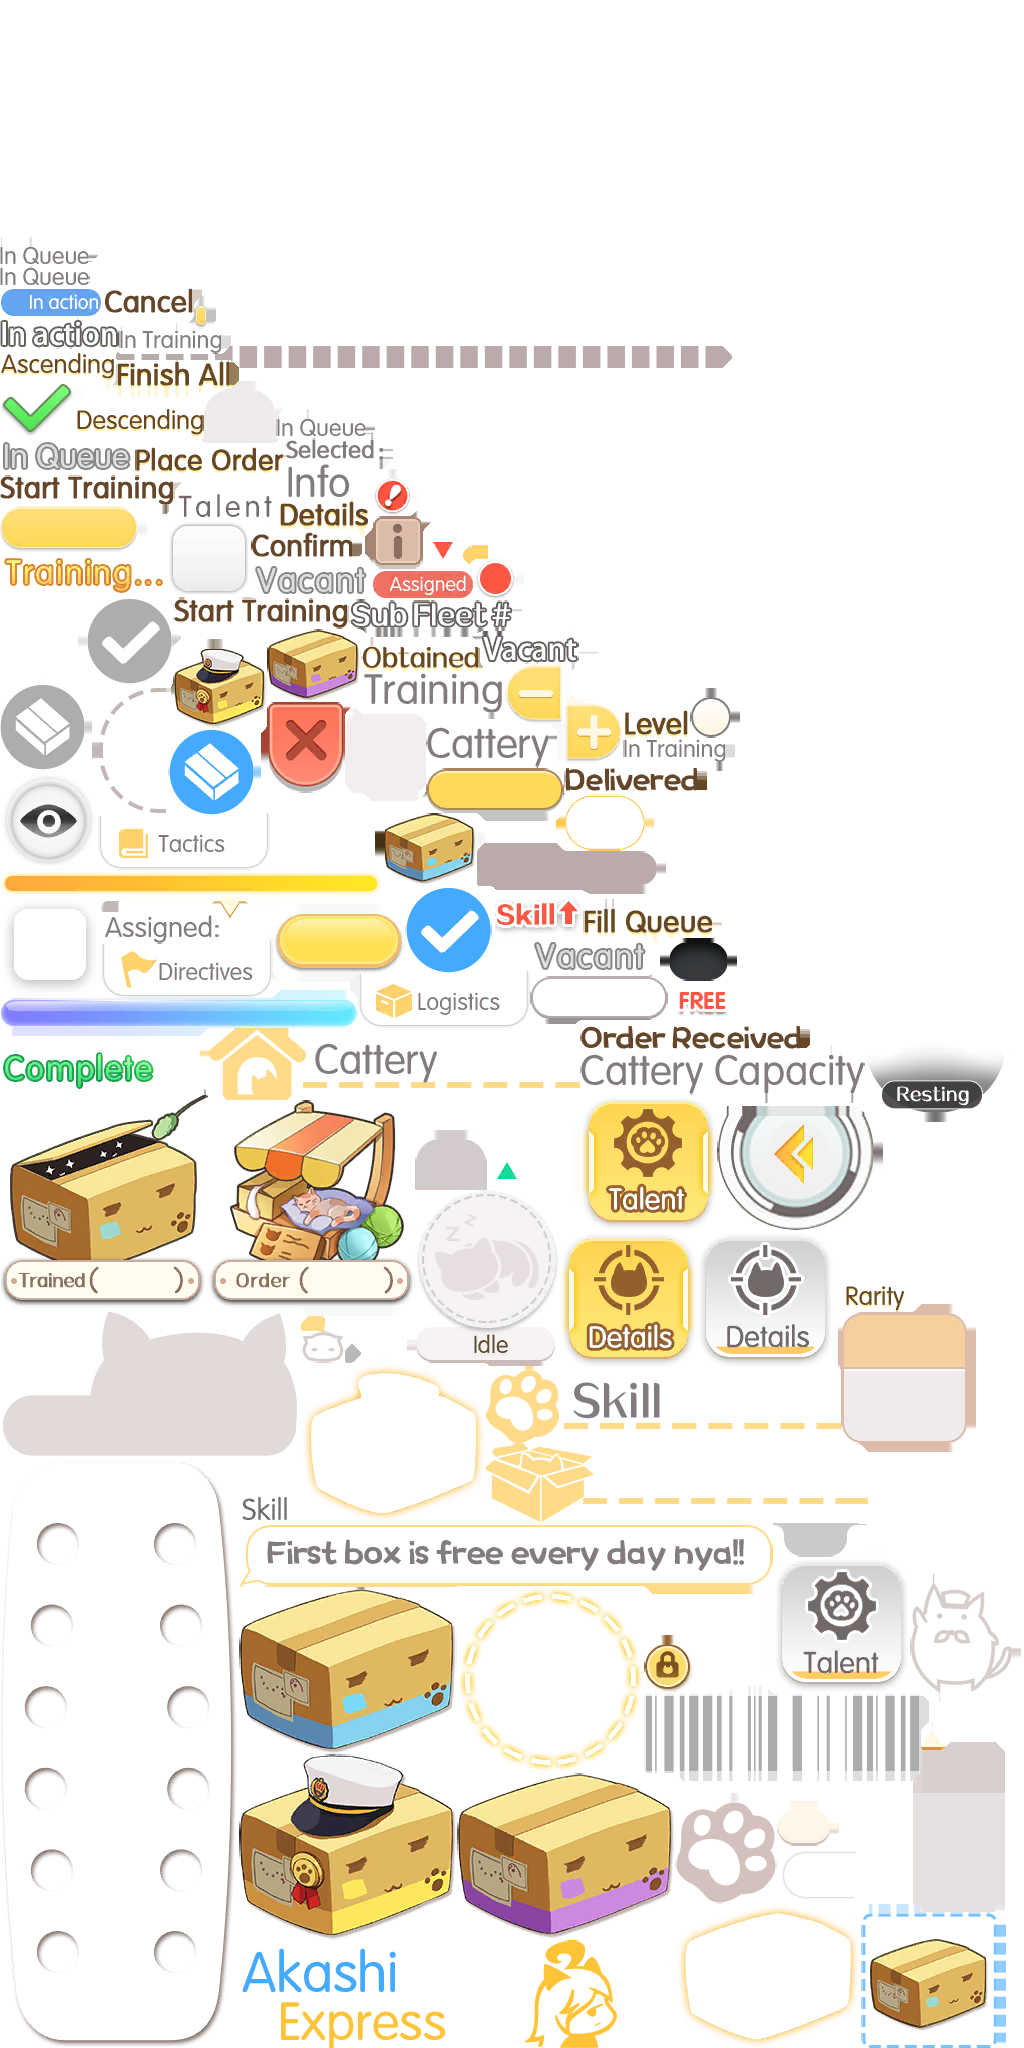 In Queue
In Queue
In action
Cancel
In action
In Training
Ascending
Finish All
Descending
In Queue
In Queue
Place Order
Selected :
Start Training
Info
Talent
Details
Confirm
Training...
Vacant
Assigned
Start Training
Sub Fleet #
Obtained
Vacant
Training
Level
Cattery
In Training
Delivered
Tactics
Assigned:
Skill
Fill Queue
Directives
Vacant
Logistics
FREE
Order Received
Complete
Cattery
Cattery Capacity
Resting
Talent
Trained ( )
Order ( )
Idle
Details
Details
Rarity
Skill
Skill
First box is free every day nya!!
Talent
Akashi
Express